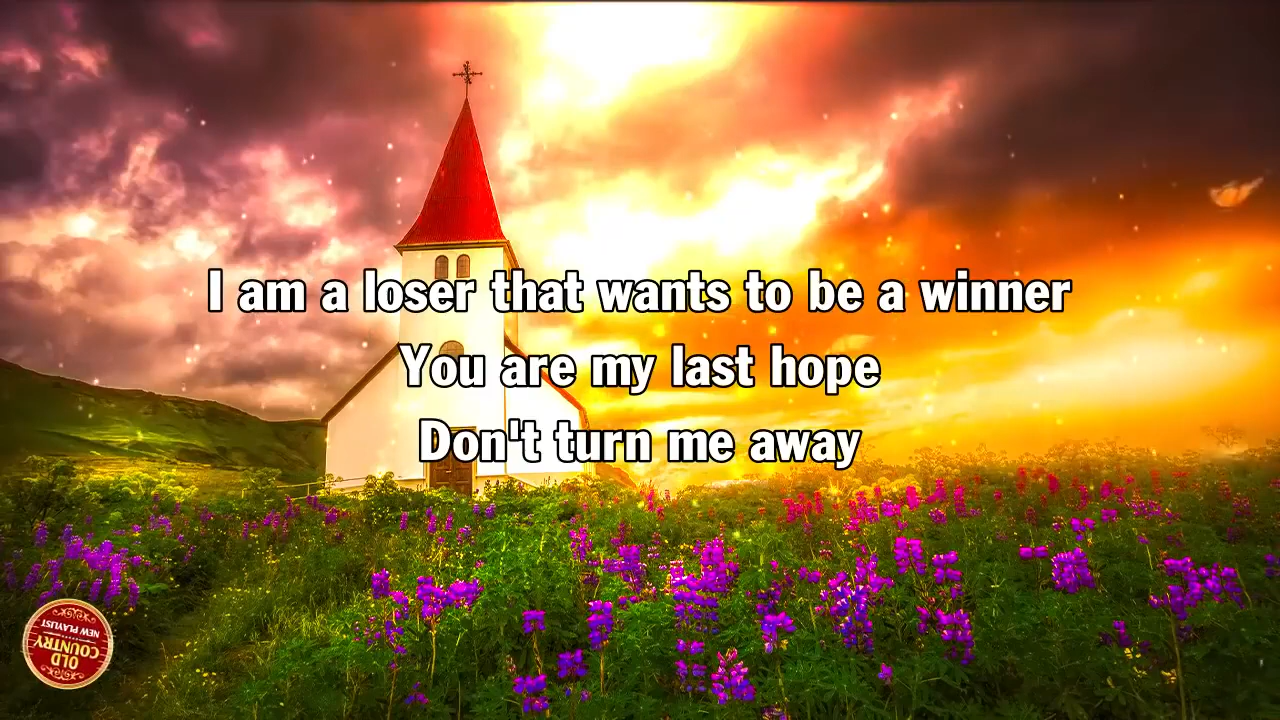 I am a loser that wants to be a winner
You are my last hope
Don't turn me away
OLD
COUNTRY
NEW PLAYLIST